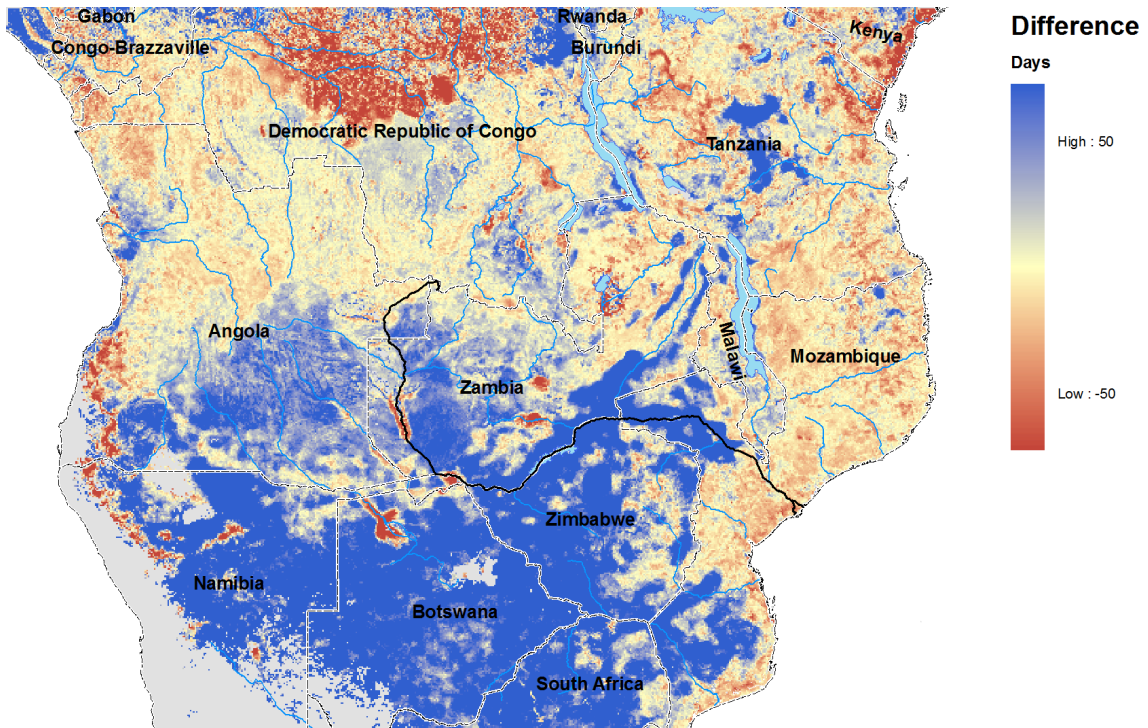 Gabon
Rwanda
Difference
Congo-Brazzaville
Burundi
Kenya
Days
High : 50
Democratic Republic of Congo
Tanzania
Angola
Malawi
Mozambique
Zambia
Low : -50
Zimbabwe
Namibia
Botswana
South Africa